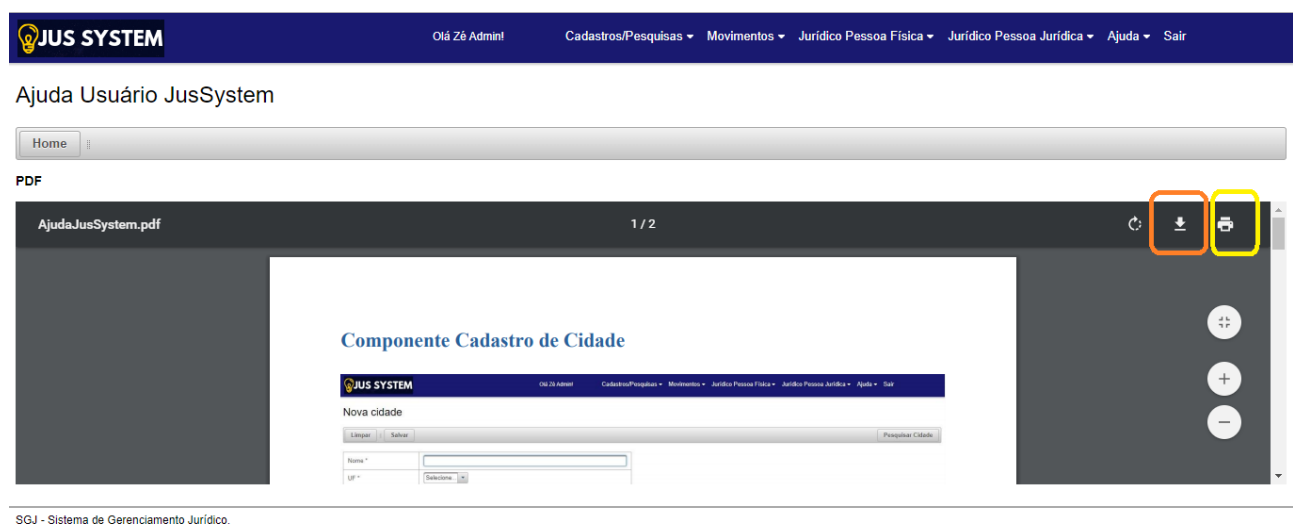 JUS SYSTEM Olá Zé Admin! Cadastros/Pesquisas Movimentos Jurídico Pessoa Física Jurídico Pessoa Jurídica Ajuda Sair
Ajuda Usuário JusSystem
Home
PDF
AjudaJusSystem.pdf 1 / 2
Componente Cadastro de Cidade
JUS SYSTEM Olá Zé Admin! Cadastros/Pesquisas Movimentos Jurídico Pessoa Física Jurídico Pessoa Jurídica Ajuda Sair
Nova cidade
Limpar Salvar Pesquisar Cidade
Nome *
UF * Selecione...
SGJ - Sistema de Gerenciamento Jurídico.